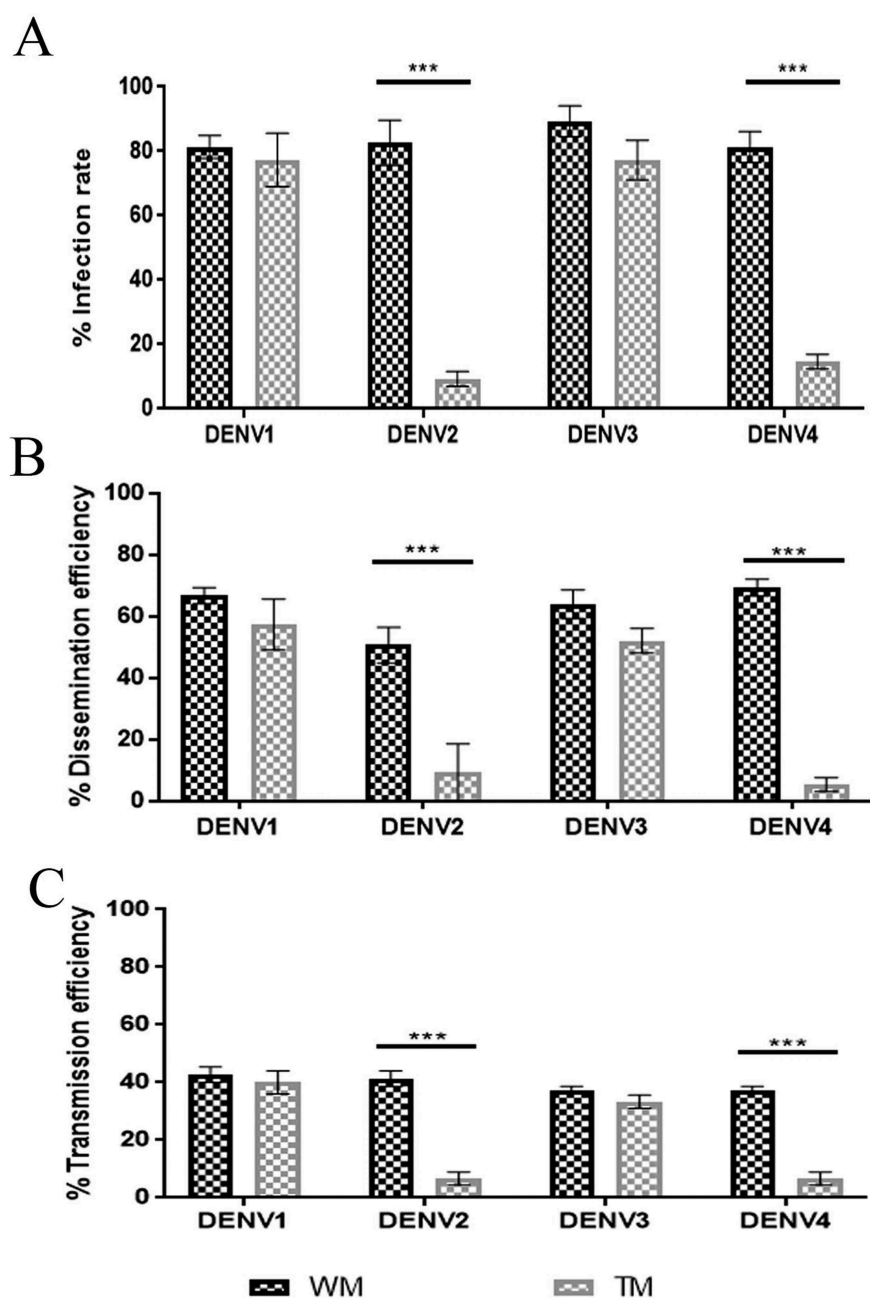 A
*** ***
100
80
60
40
20
0
% Infection rate
DENV1 DENV2 DENV3 DENV4
B
*** ***
100
80
60
40
20
0
% Dissemination efficiency
DENV1 DENV2 DENV3 DENV4
C
*** ***
100
80
60
40
20
0
% Transmission efficiency
DENV1 DENV2 DENV3 DENV4
WM TM